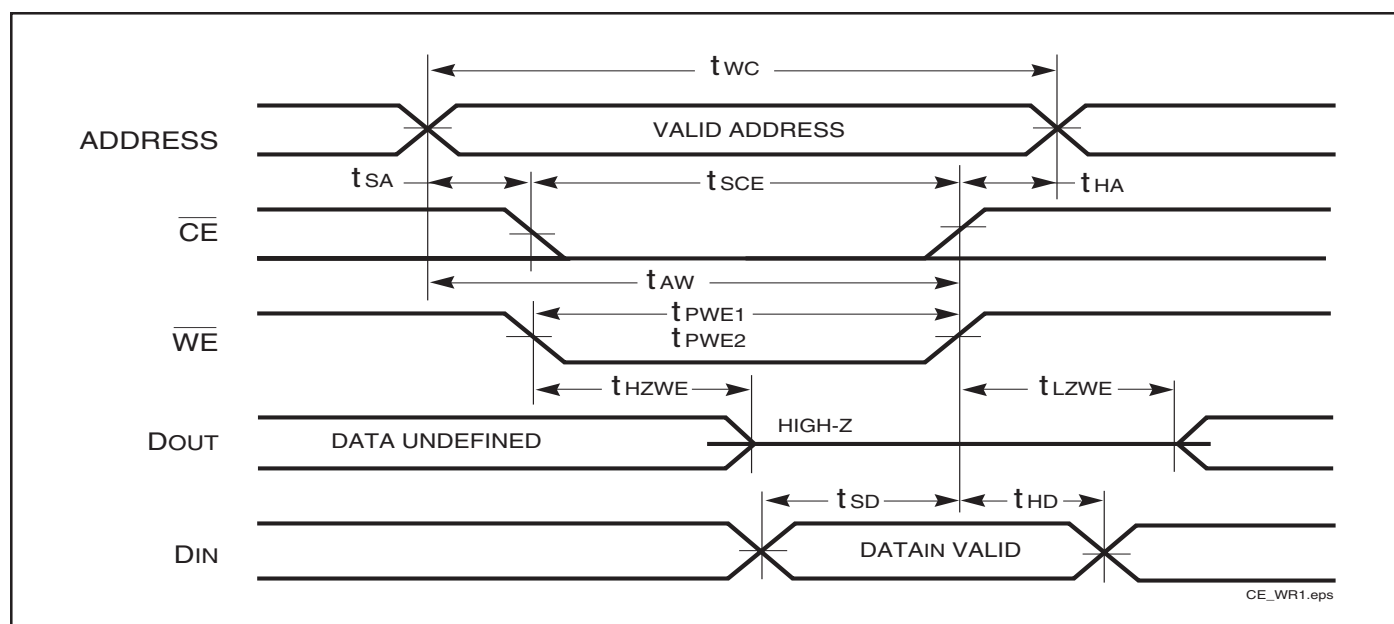 tWC
ADDRESS
VALID ADDRESS
tSA
tSCE
tHA
CE
tAW
tPWE1
tPWE2
WE
tHZWE
tLZWE
DOUT
DATA UNDEFINED
HIGH-Z
tSD
tHD
DIN
DATAIN VALID
CE_WR1.eps